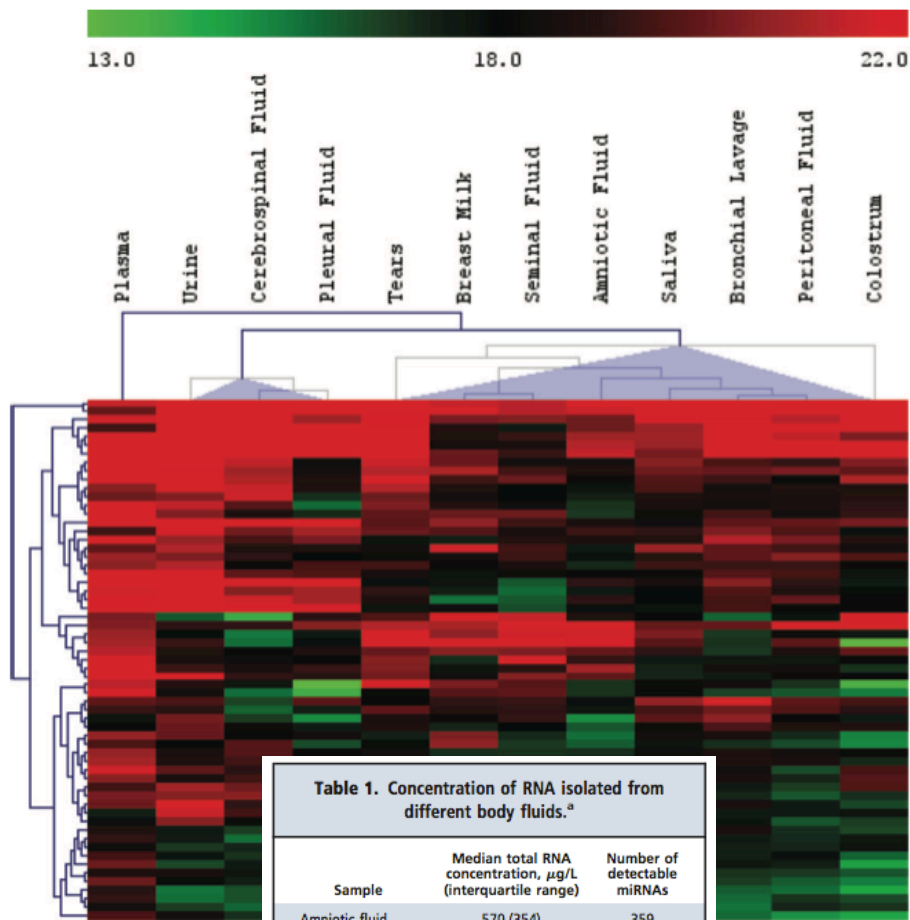 13.0 18.0 22.0
Plasma
Urine
Cerebrospinal Fluid
Pleural Fluid
Tears
Breast Milk
Seminal Fluid
Amniotic Fluid
Saliva
Bronchial Lavage
Peritoneal Fluid
Colostrum
Table 1. Concentration of RNA isolated from
different body fluids.a
Median total RNA Number of
concentration, μg/L detectable
Sample (interquartile range) miRNAs
Amniotic fluid 570 (354) 359